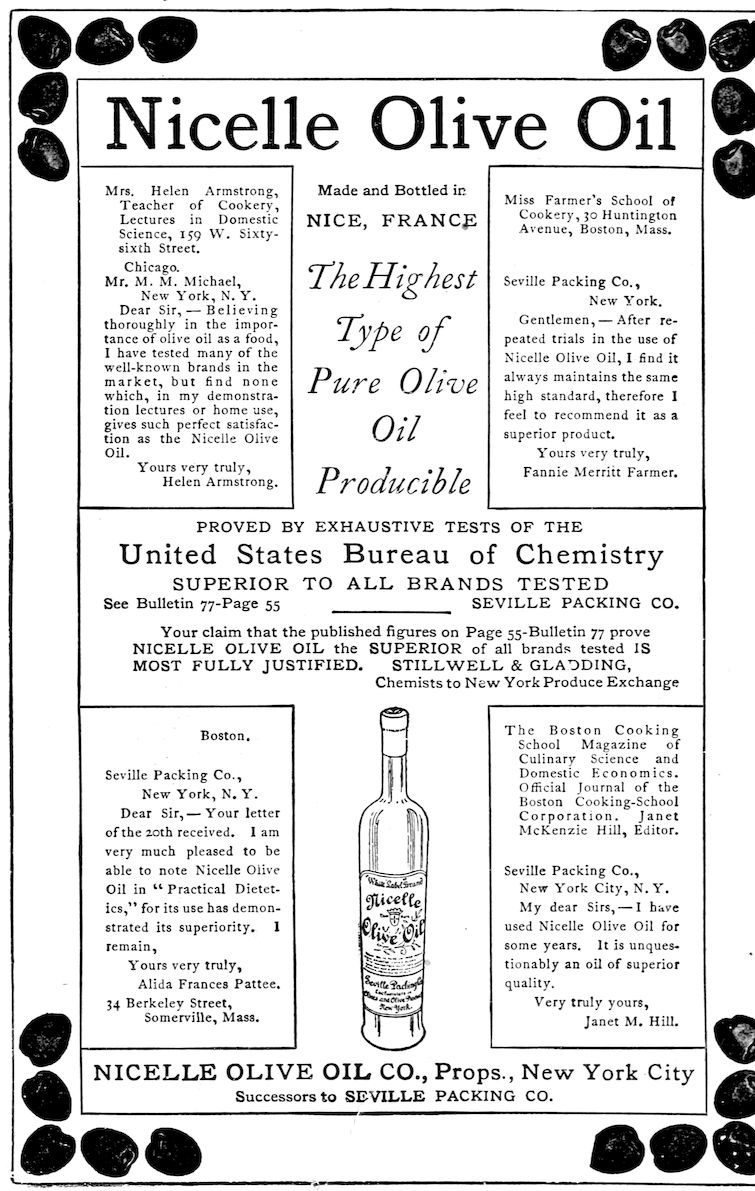 Nicelle Olive Oil
Mrs. Helen Armstrong,
Teacher of Cookery,
Lectures in Domestic
Science, 159 W. Sixty-
sixth Street.
Chicago.
Mr. M. M. Michael,
New York, N. Y.
Dear Sir, — Believing
thoroughly in the impor-
tance of olive oil as a food,
I have tested many of the
well-known brands in the
market, but find none
which, in my demonstra-
tion lectures or home use,
gives such perfect satisfac-
tion as the Nicelle Olive
Oil.
Yours very truly,
Helen Armstrong.
Made and Bottled in
NICE, FRANCE
The Highest
Type of
Pure Olive
Oil
Producible
Miss Farmer's School of
Cookery, 30 Huntington
Avenue, Boston, Mass.
Seville Packing Co.,
New York.
Gentlemen, — After re-
peated trials in the use of
Nicelle Olive Oil, I find it
always maintains the same
high standard, therefore I
feel to recommend it as a
superior product.
Yours very truly,
Fannie Merritt Farmer.
PROVED BY EXHAUSTIVE TESTS OF THE
United States Bureau of Chemistry
SUPERIOR TO ALL BRANDS TESTED
See Bulletin 77-Page 55 SEVILLE PACKING CO.
Your claim that the published figures on Page 55-Bulletin 77 prove
NICELLE OLIVE OIL the SUPERIOR of all brands tested IS
MOST FULLY JUSTIFIED. STILLWELL & GLADDING,
Chemists to New York Produce Exchange
Boston.
Seville Packing Co.,
New York, N. Y.
Dear Sir, — Your letter
of the 20th received. I am
very much pleased to be
able to note Nicelle Olive
Oil in "Practical Dietet-
ics," for its use has demon-
strated its superiority. I
remain,
Yours very truly,
Alida Frances Pattee.
34 Berkeley Street,
Somerville, Mass.
White Label Brand
Nicelle
Olive Oil
Seville Packing Co.
New York.
The Boston Cooking
School Magazine of
Culinary Science and
Domestic Economics.
Official Journal of the
Boston Cooking-School
Corporation. Janet
McKenzie Hill, Editor.
Seville Packing Co.,
New York City, N. Y.
My dear Sirs, — I have
used Nicelle Olive Oil for
some years. It is unques-
tionably an oil of superior
quality.
Very truly yours,
Janet M. Hill.
NICELLE OLIVE OIL CO., Props., New York City
Successors to SEVILLE PACKING CO.